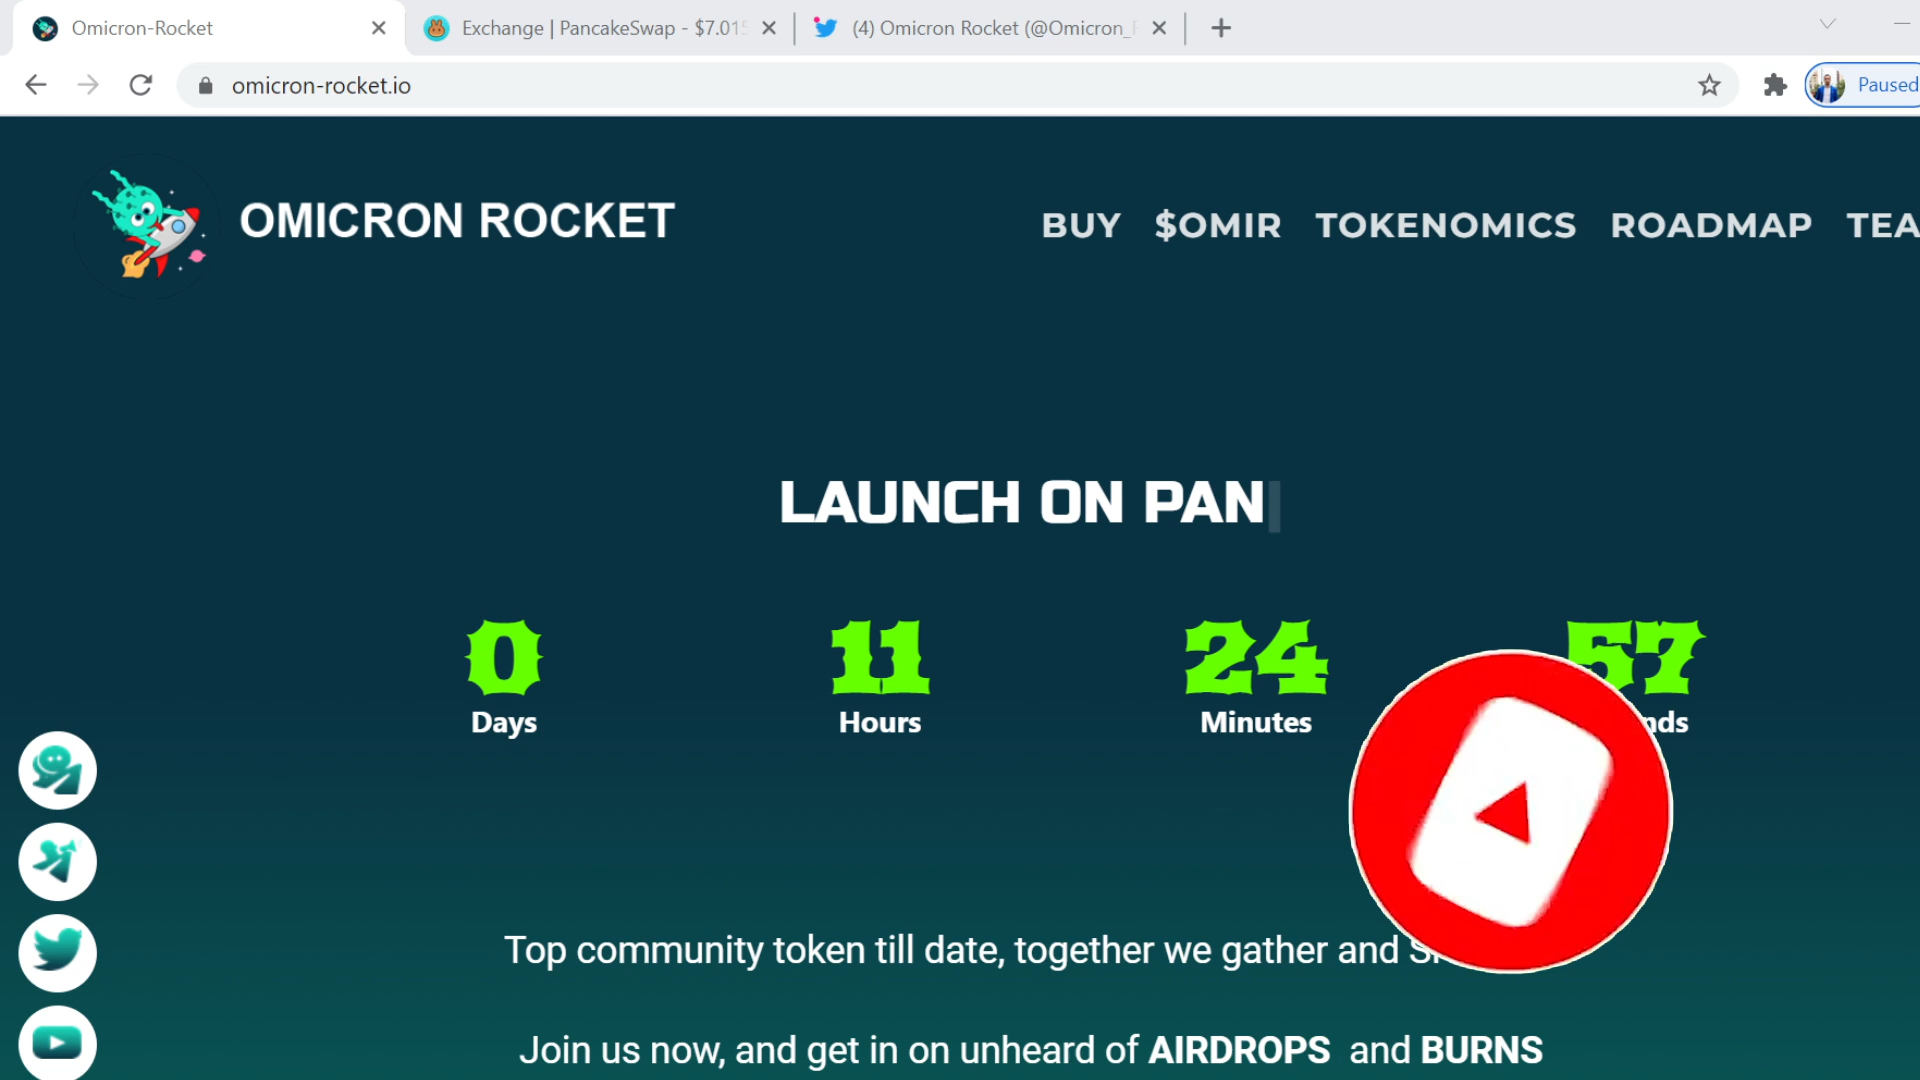 Omicron-Rocket
Exchange | PancakeSwap - $7.015
(4) Omicron Rocket (@Omicron_
omicron-rocket.io
Paused
OMICRON ROCKET
BUY $OMIR TOKENOMICS ROADMAP TEA
LAUNCH ON PAN
0 11 24 57
Days Hours Minutes nds
Top community token till date, together we gather and
Join us now, and get in on unheard of AIRDROPS and BURNS